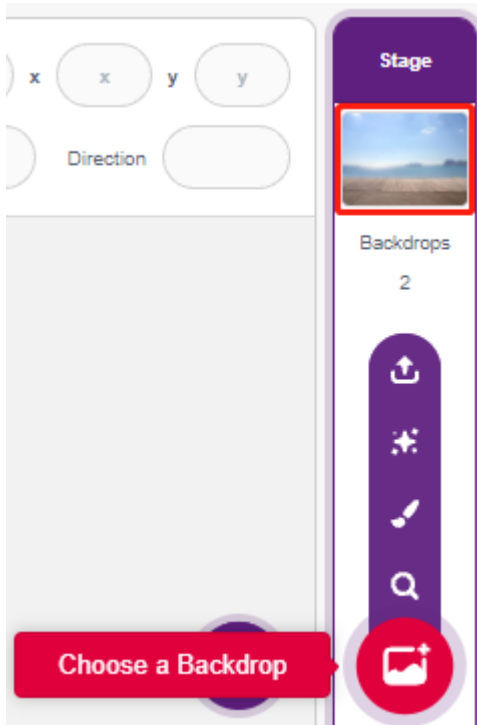 Stage
x x y y
Direction
Backdrops
2
Choose a Backdrop